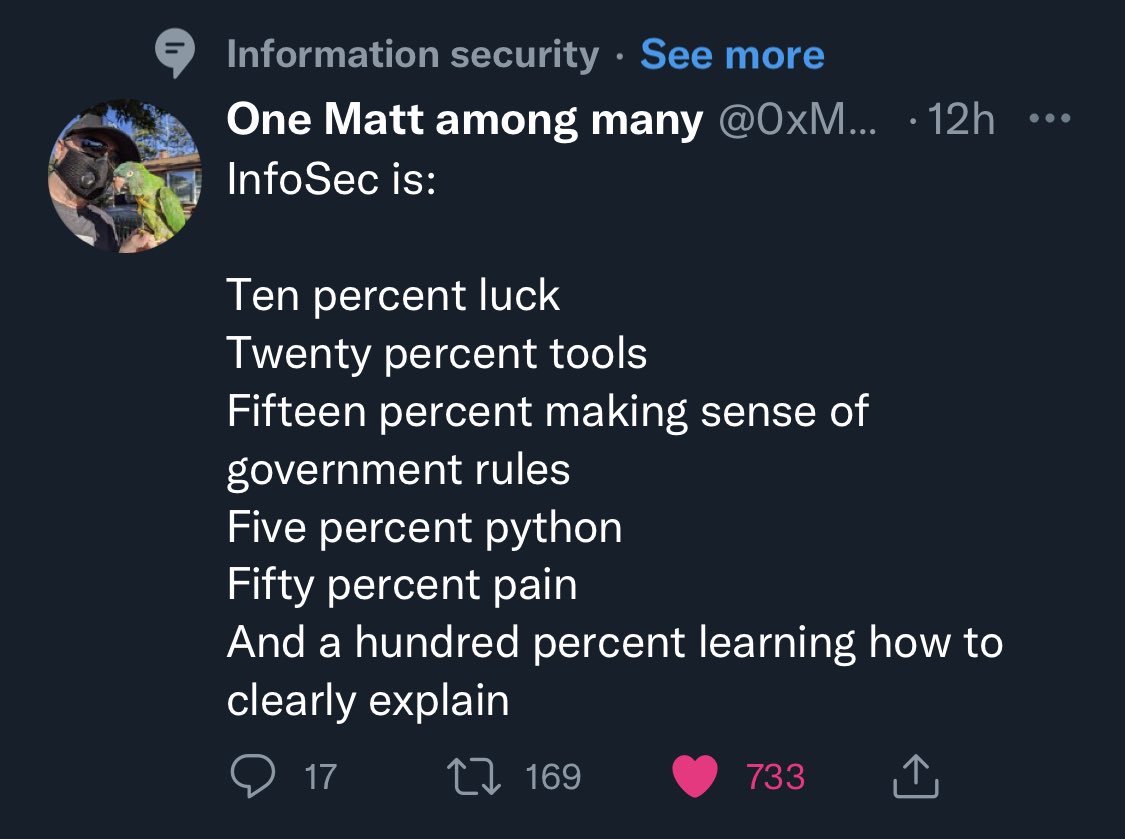 Information security · See more
One Matt among many @0xM... · 12h ...
InfoSec is:
Ten percent luck
Twenty percent tools
Fifteen percent making sense of
government rules
Five percent python
Fifty percent pain
And a hundred percent learning how to
clearly explain
17 169 733